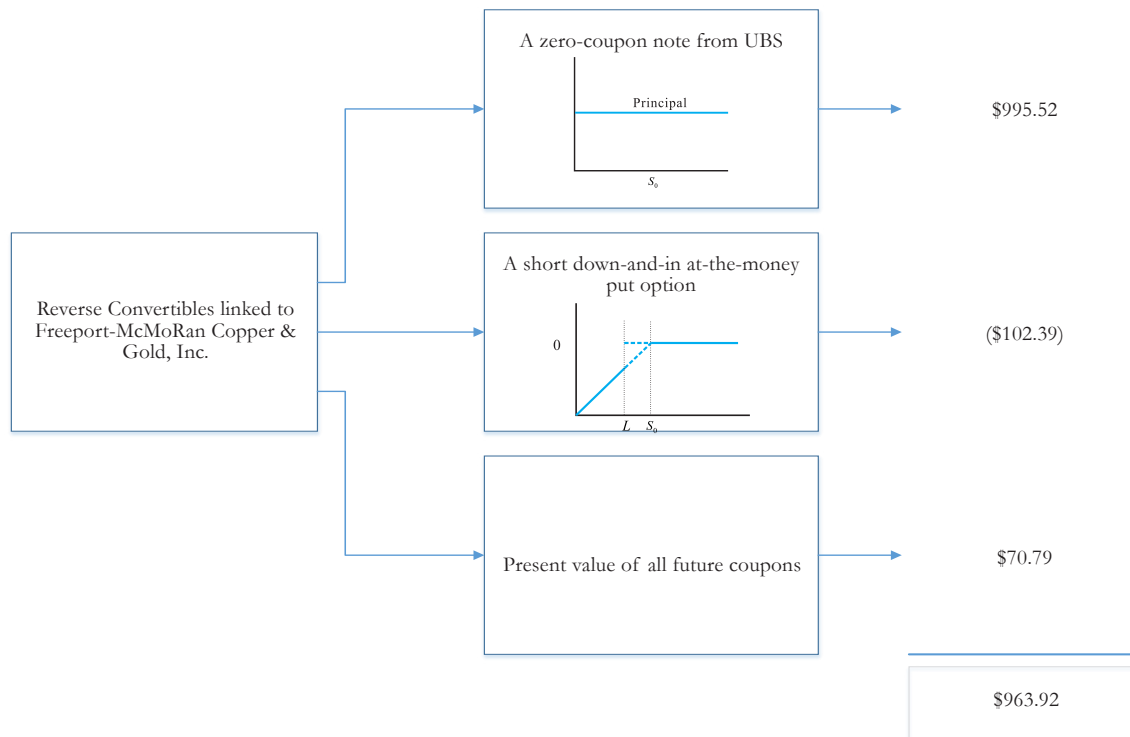 A zero-coupon note from UBS
Principal
S₀
$995.52
Reverse Convertibles linked to
Freeport-McMoRan Copper &
Gold, Inc.
A short down-and-in at-the-money
put option
0
L S₀
($102.39)
Present value of all future coupons
$70.79
$963.92